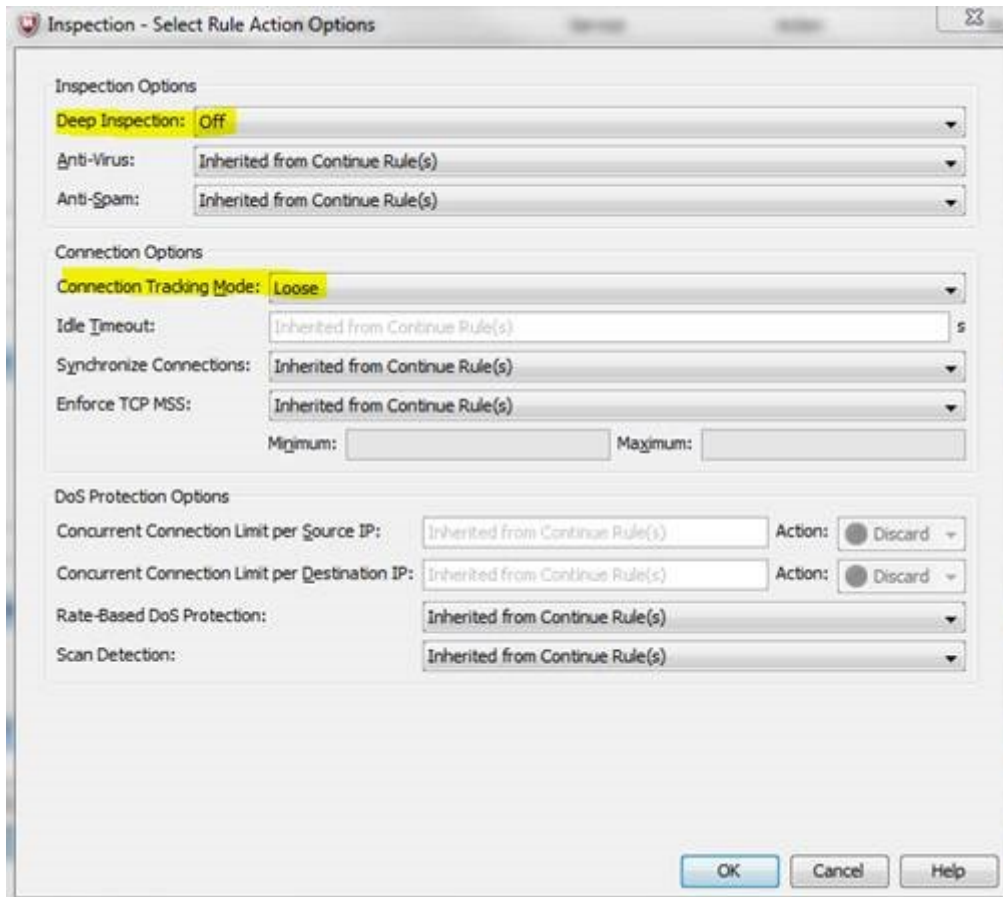 Inspection - Select Rule Action Options
Inspection Options
Deep Inspection: Off
Anti-Virus: Inherited from Continue Rule(s)
Anti-Spam: Inherited from Continue Rule(s)
Connection Options
Connection Tracking Mode: Loose
Idle Timeout: Inherited from Continue Rule(s) s
Synchronize Connections: Inherited from Continue Rule(s)
Enforce TCP MSS: Inherited from Continue Rule(s)
Minimum: Maximum:
DoS Protection Options
Concurrent Connection Limit per Source IP: Inherited from Continue Rule(s) Action: Discard
Concurrent Connection Limit per Destination IP: Inherited from Continue Rule(s) Action: Discard
Rate-Based DoS Protection: Inherited from Continue Rule(s)
Scan Detection: Inherited from Continue Rule(s)
OK Cancel Help